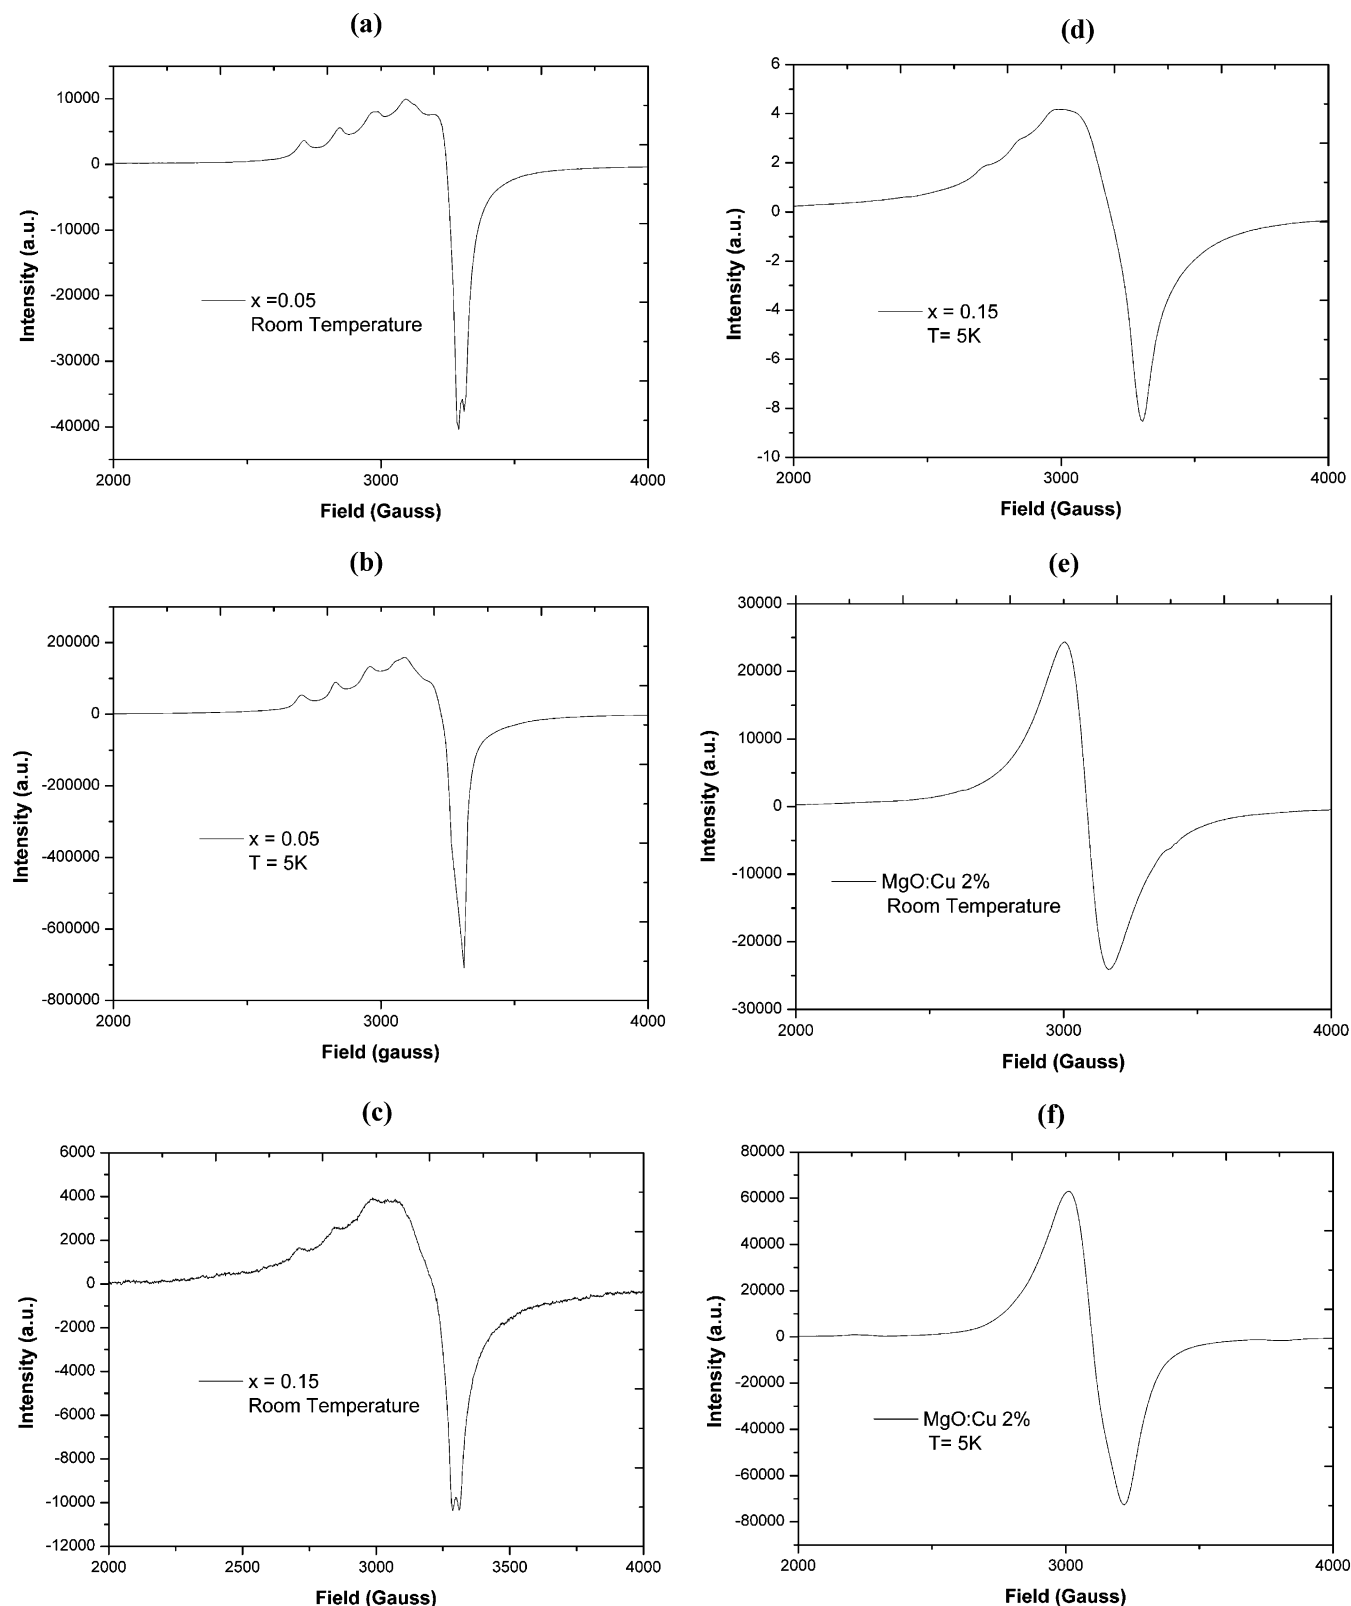 (a)
10000
0
-10000
-20000
-30000
-40000
Intensity (a.u.)
x =0.05
Room Temperature
2000
3000
4000
Field (Gauss)
(d)
6
4
2
0
-2
-4
-6
-8
-10
Intensity (a.u.)
x = 0.15
T= 5K
2000
3000
4000
Field (Gauss)
(b)
200000
0
-200000
-400000
-600000
-800000
Intensity (a.u.)
x = 0.05
T = 5K
2000
3000
4000
Field (gauss)
(e)
30000
20000
10000
0
-10000
-20000
-30000
Intensity (a.u.)
MgO:Cu 2%
Room Temperature
2000
3000
4000
Field (Gauss)
(c)
6000
4000
2000
0
-2000
-4000
-6000
-8000
-10000
-12000
Intensity (a.u.)
x = 0.15
Room Temperature
2000
2500
3000
3500
4000
Field (Gauss)
(f)
80000
60000
40000
20000
0
-20000
-40000
-60000
-80000
Intensity (a.u.)
MgO:Cu 2%
T= 5K
2000
3000
4000
Field (Gauss)